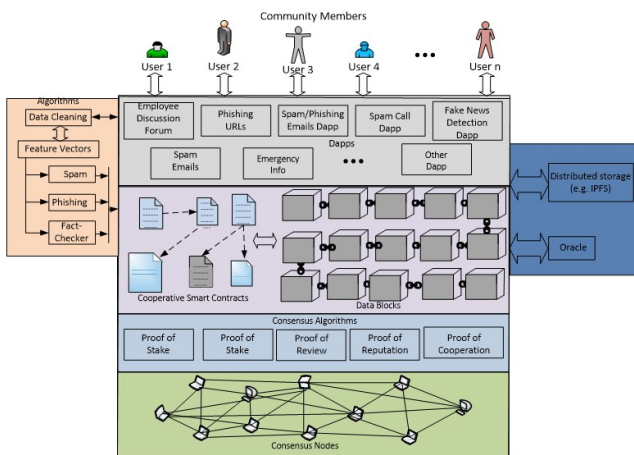 Community Members
User 1
User 2
User 3
User 4
User n
Algorithms
Data Cleaning
Feature Vectors
Spam
Phishing
Fact-
Checker
Employee
Discussion
Forum
Phishing
URLs
Spam/Phishing
Emails Dapp
Spam Call
Dapp
Fake News
Detection
Dapp
Dapps
Spam
Emails
Emergency
Info
Other
Dapp
Distributed storage
(e.g. IPFS)
Oracle
Cooperative Smart Contracts
Data Blocks
Consensus Algorithms
Proof of
Stake
Proof of
Stake
Proof of
Review
Proof of
Reputation
Proof of
Cooperation
Consensus Nodes